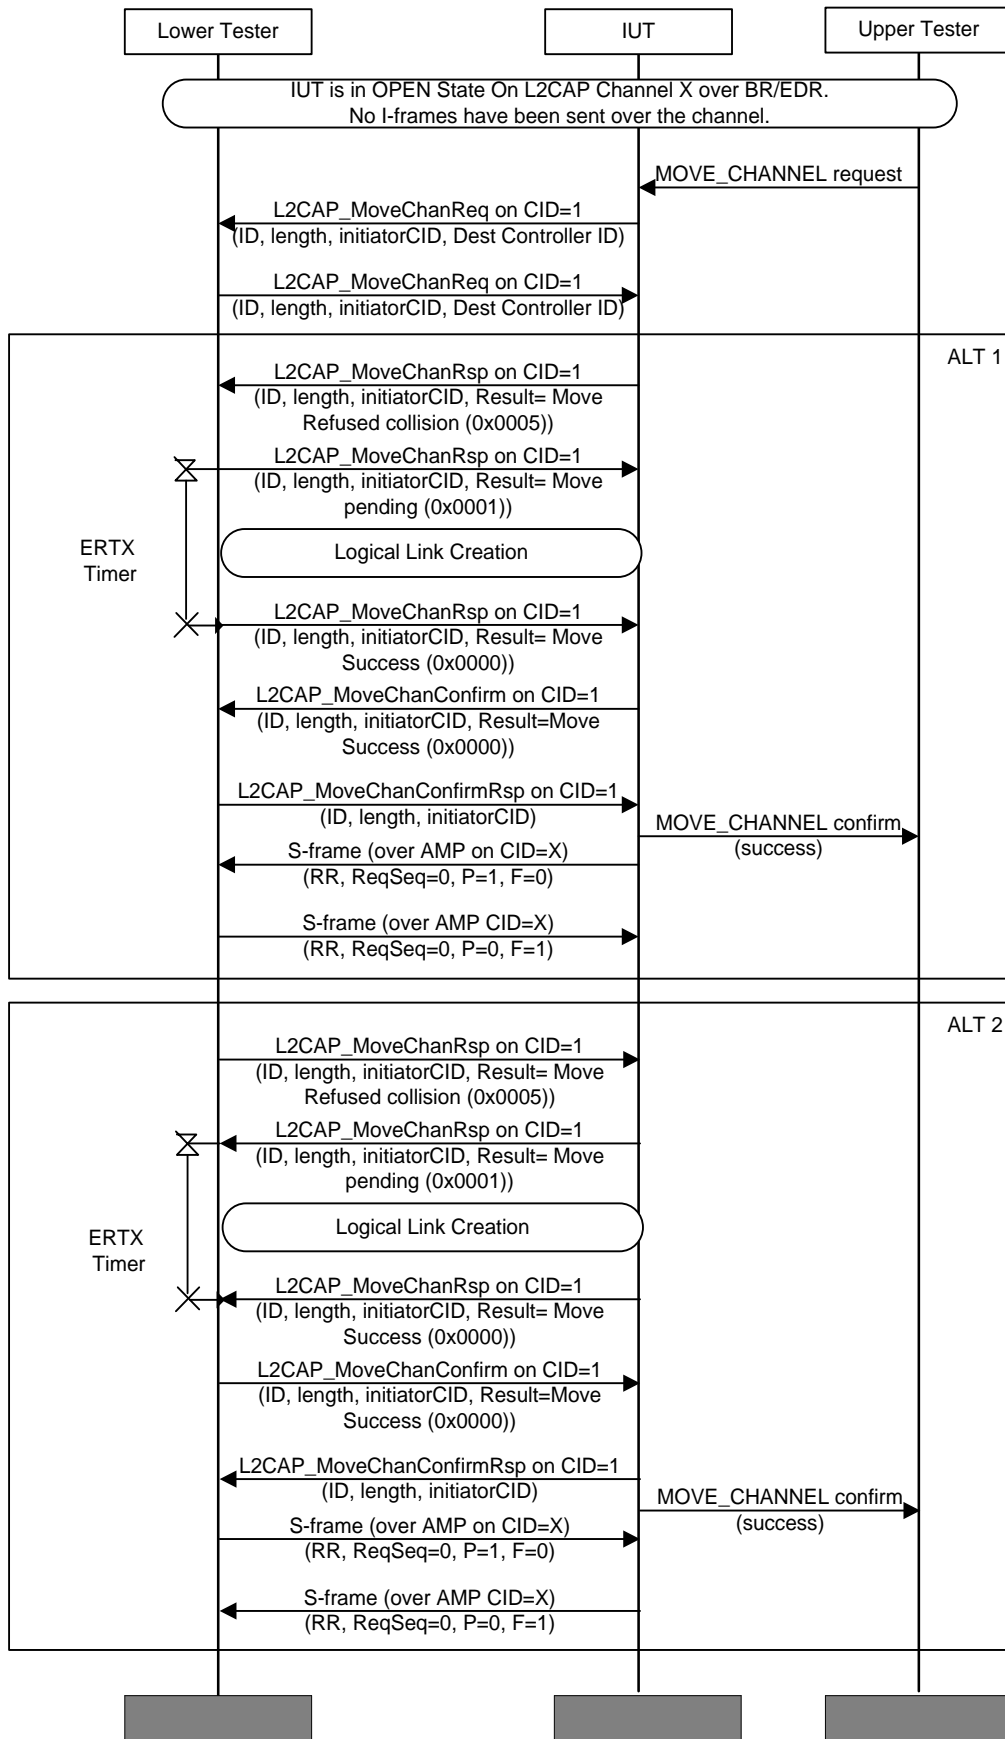 Lower Tester
IUT
Upper Tester
IUT is in OPEN State On L2CAP Channel X over BR/EDR.
No I-frames have been sent over the channel.
MOVE_CHANNEL request
L2CAP_MoveChanReq on CID=1
(ID, length, initiatorCID, Dest Controller ID)
L2CAP_MoveChanReq on CID=1
(ID, length, initiatorCID, Dest Controller ID)
ALT 1
L2CAP_MoveChanRsp on CID=1
(ID, length, initiatorCID, Result= Move
Refused collision (0x0005))
L2CAP_MoveChanRsp on CID=1
(ID, length, initiatorCID, Result= Move
pending (0x0001))
ERTX
Timer
Logical Link Creation
L2CAP_MoveChanRsp on CID=1
(ID, length, initiatorCID, Result= Move
Success (0x0000))
L2CAP_MoveChanConfirm on CID=1
(ID, length, initiatorCID, Result=Move
Success (0x0000))
L2CAP_MoveChanConfirmRsp on CID=1
(ID, length, initiatorCID)
MOVE_CHANNEL confirm
(success)
S-frame (over AMP on CID=X)
(RR, ReqSeq=0, P=1, F=0)
S-frame (over AMP CID=X)
(RR, ReqSeq=0, P=0, F=1)
ALT 2
L2CAP_MoveChanRsp on CID=1
(ID, length, initiatorCID, Result= Move
Refused collision (0x0005))
L2CAP_MoveChanRsp on CID=1
(ID, length, initiatorCID, Result= Move
pending (0x0001))
ERTX
Timer
Logical Link Creation
L2CAP_MoveChanRsp on CID=1
(ID, length, initiatorCID, Result= Move
Success (0x0000))
L2CAP_MoveChanConfirm on CID=1
(ID, length, initiatorCID, Result=Move
Success (0x0000))
L2CAP_MoveChanConfirmRsp on CID=1
(ID, length, initiatorCID)
MOVE_CHANNEL confirm
(success)
S-frame (over AMP on CID=X)
(RR, ReqSeq=0, P=1, F=0)
S-frame (over AMP CID=X)
(RR, ReqSeq=0, P=0, F=1)